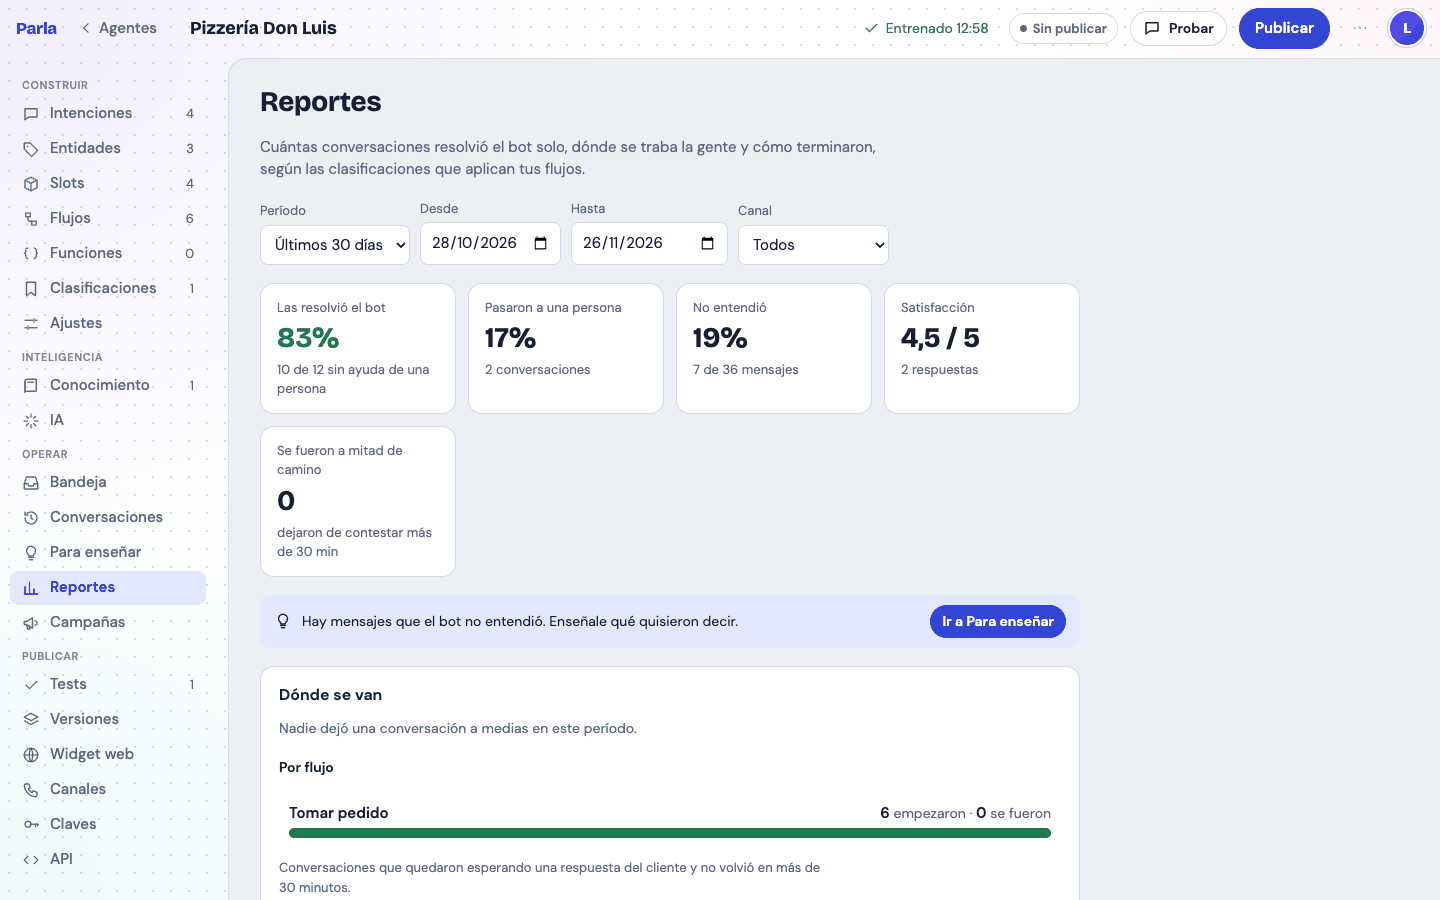 Parla
Agentes
Pizzería Don Luis
Entrenado 12:58
Sin publicar
Probar
Publicar
...
L
CONSTRUIR
Intenciones 4
Entidades 3
Slots 4
Flujos 6
Funciones 0
Clasificaciones 1
Ajustes
INTELIGENCIA
Conocimiento 1
IA
OPERAR
Bandeja
Conversaciones
Para enseñar
Reportes
Campañas
PUBLICAR
Tests 1
Versiones
Widget web
Canales
Claves
API
Reportes
Cuántas conversaciones resolvió el bot solo, dónde se traba la gente y cómo terminaron,
según las clasificaciones que aplican tus flujos.
Período
Últimos 30 días
Desde
28/10/2026
Hasta
26/11/2026
Canal
Todos
Las resolvió el bot
83%
10 de 12 sin ayuda de una
persona
Pasaron a una persona
17%
2 conversaciones
No entendió
19%
7 de 36 mensajes
Satisfacción
4,5 / 5
2 respuestas
Se fueron a mitad de
camino
0
dejaron de contestar más
de 30 min
Hay mensajes que el bot no entendió. Enseñale qué quisieron decir.
Ir a Para enseñar
Dónde se van
Nadie dejó una conversación a medias en este período.
Por flujo
Tomar pedido
6 empezaron · 0 se fueron
Conversaciones que quedaron esperando una respuesta del cliente y no volvió en más de
30 minutos.